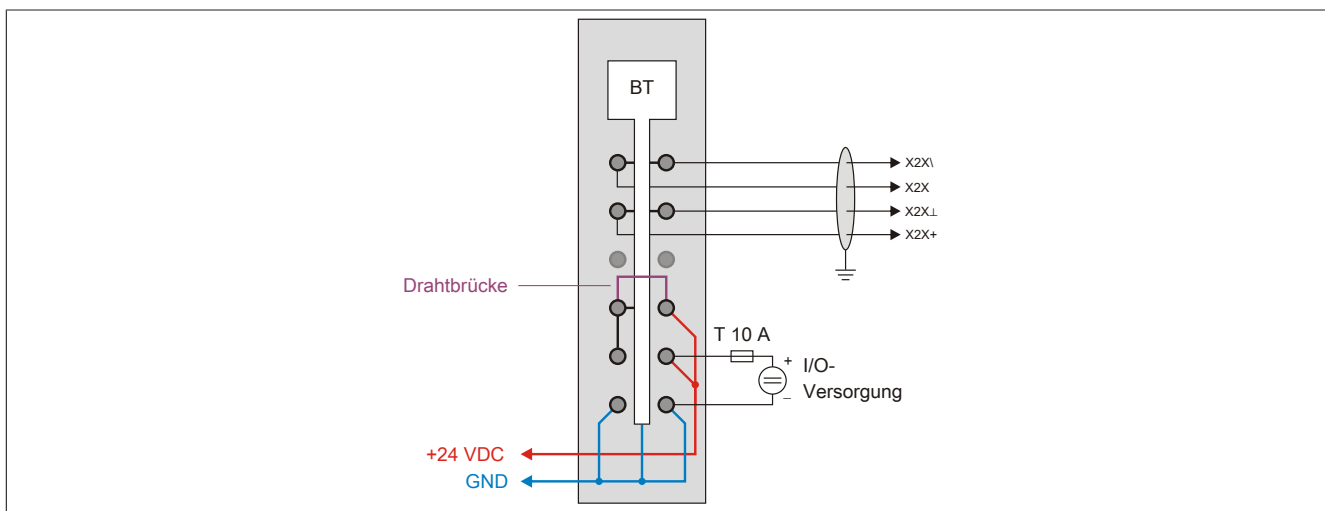 BT
X2X\
X2X
X2X⊥
X2X+
Drahtbrücke
T 10 A
+
I/O-
Versorgung
–
+24 VDC
GND